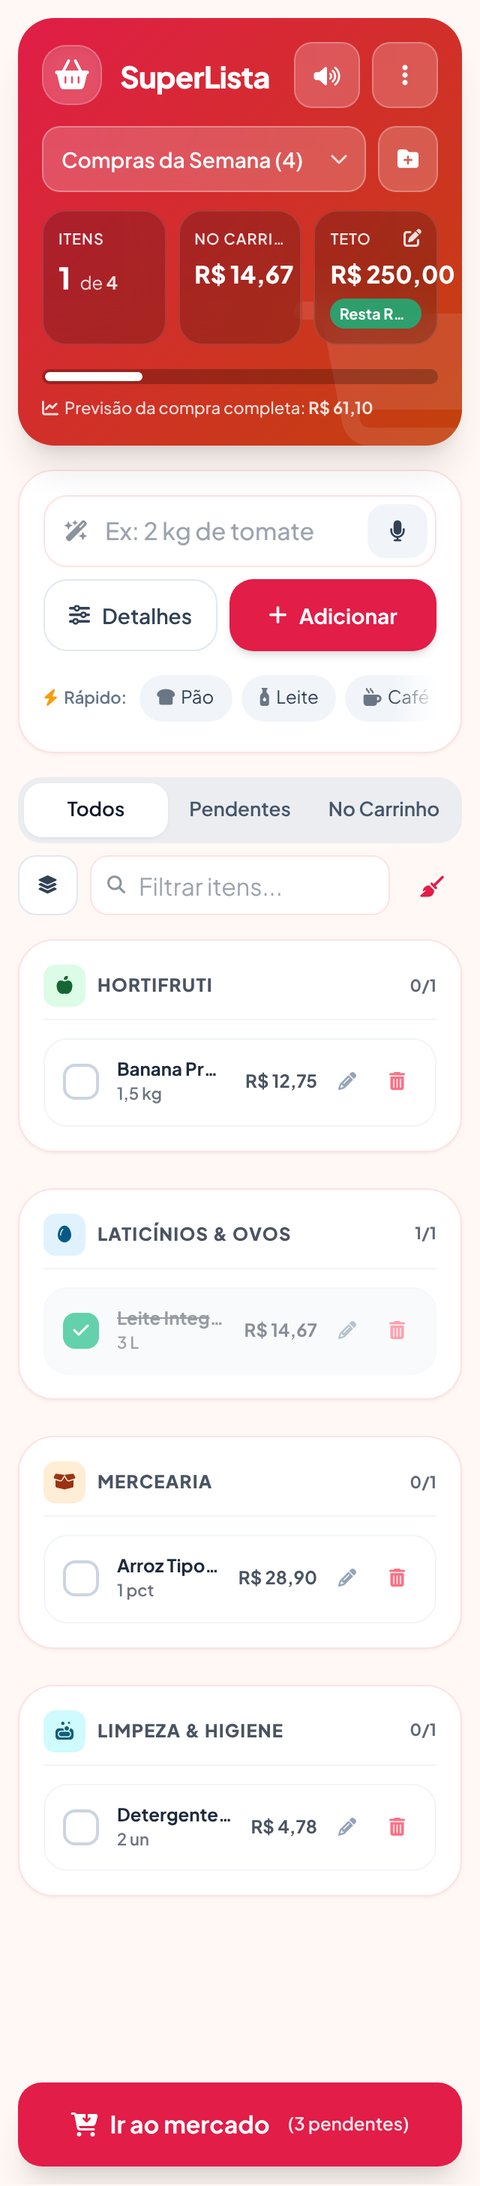 SuperLista
Compras da Semana (4)
ITENS
1 de 4
NO CARRI...
R$ 14,67
TETO
R$ 250,00
Resta R...
Previsão da compra completa: R$ 61,10
Ex: 2 kg de tomate
Detalhes
+ Adicionar
Rápido:
Pão
Leite
Café
Todos
Pendentes
No Carrinho
Filtrar itens...
HORTIFRUTI
0/1
Banana Pr...
1,5 kg
R$ 12,75
LATICÍNIOS & OVOS
1/1
Leite Integ...
3 L
R$ 14,67
MERCEARIA
0/1
Arroz Tipo...
1 pct
R$ 28,90
LIMPEZA & HIGIENE
0/1
Detergente...
2 un
R$ 4,78
Ir ao mercado (3 pendentes)